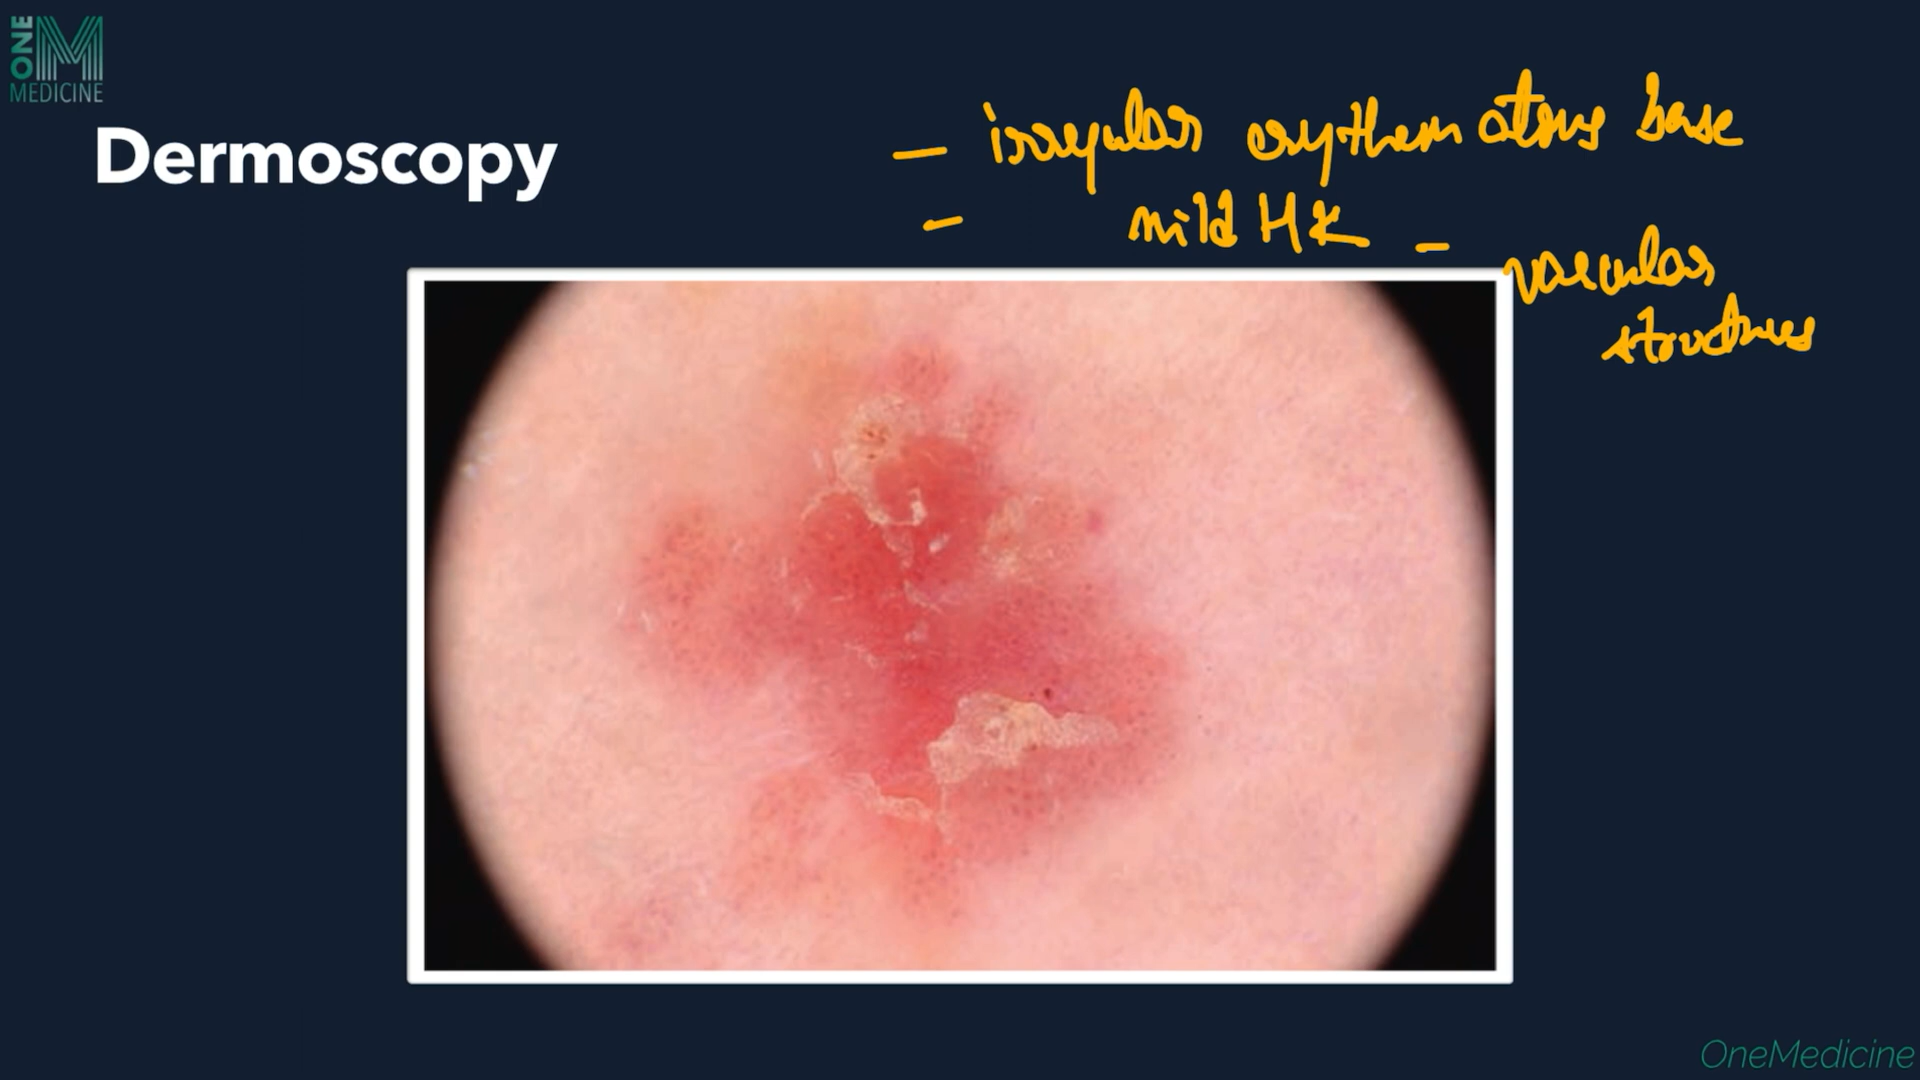 ONE
M
MEDICINE
Dermoscopy
– irregular erythematous base
– mild HK – vascular
structures
OneMedicine